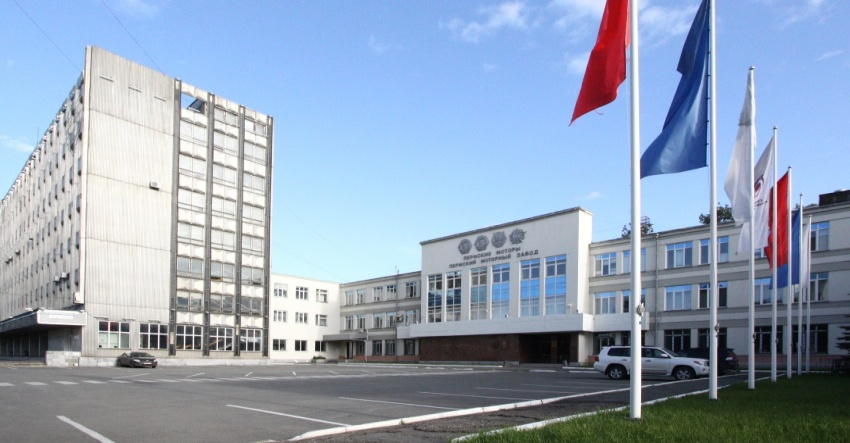 ПЕРМСКИЕ МОТОРЫ
ПЕРМСКИЙ МОТОРНЫЙ ЗАВОД